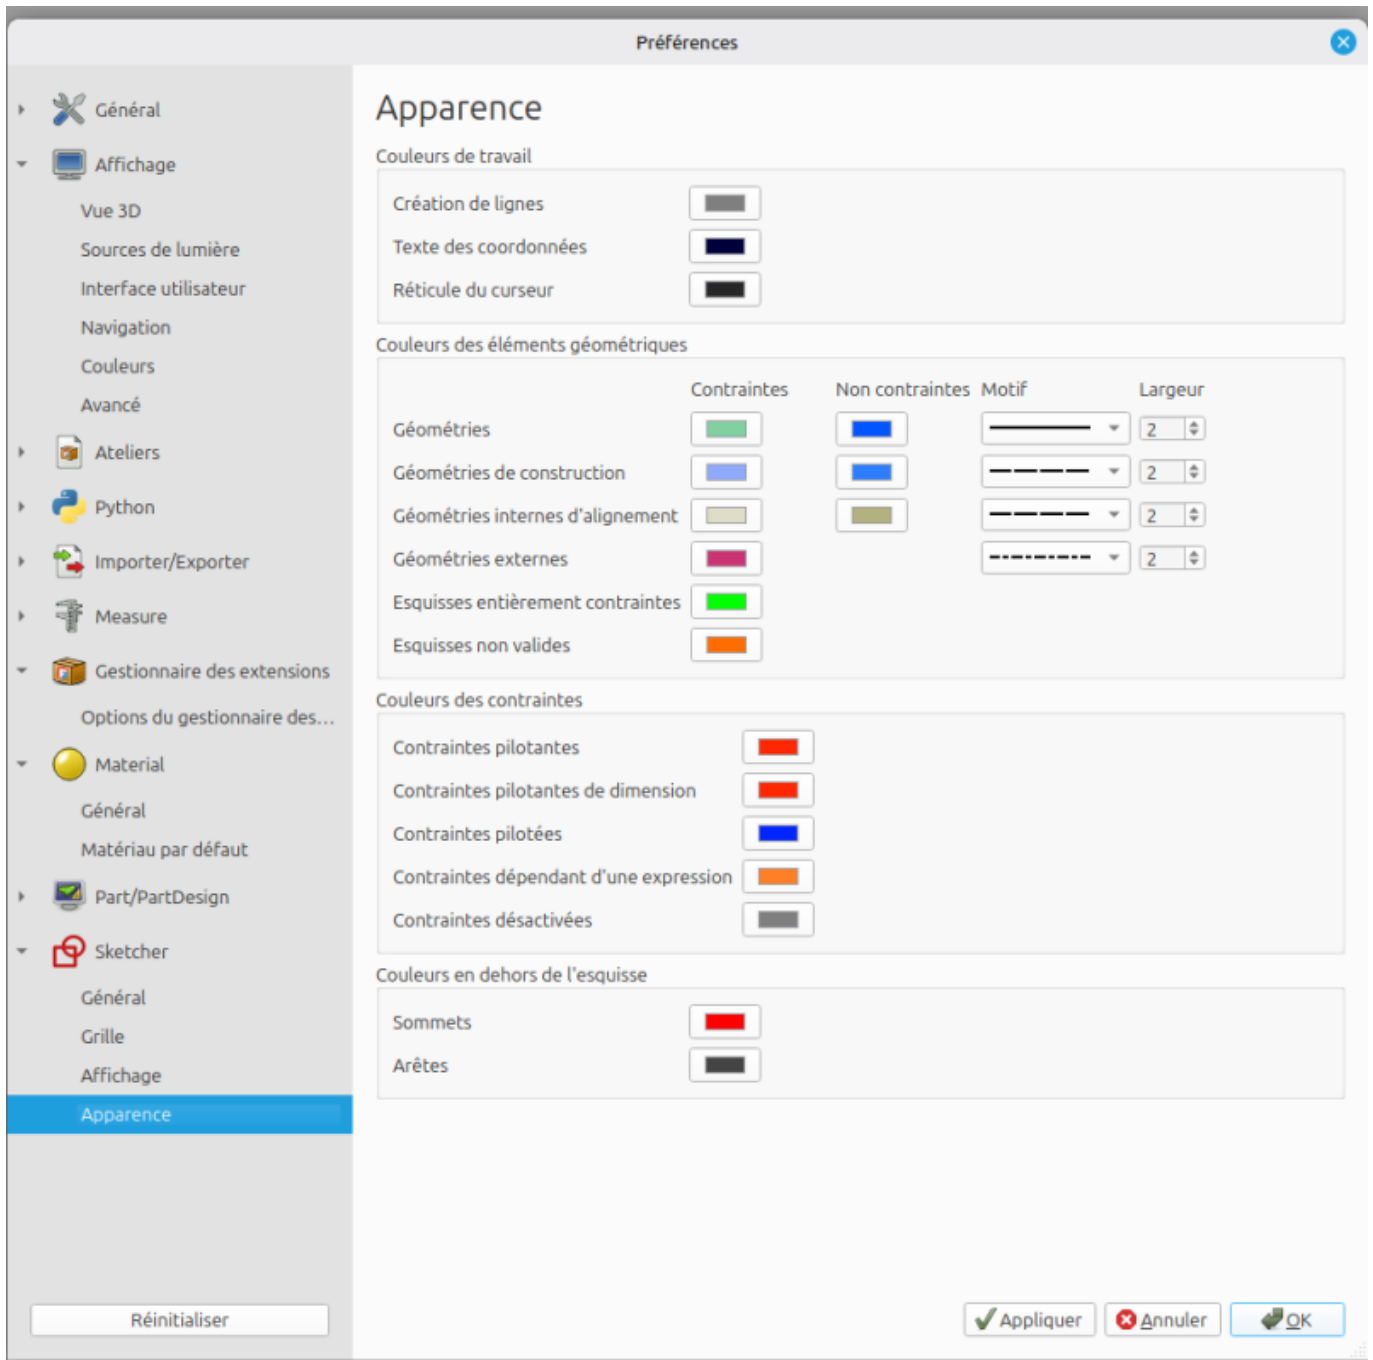 Préférences
Général
Affichage
Vue 3D
Sources de lumière
Interface utilisateur
Navigation
Couleurs
Avancé
Ateliers
Python
Importer/Exporter
Measure
Gestionnaire des extensions
Options du gestionnaire des...
Material
Général
Matériau par défaut
Part/PartDesign
Sketcher
Général
Grille
Affichage
Apparence
Réinitialiser
Apparence
Couleurs de travail
Création de lignes
Texte des coordonnées
Réticule du curseur
Couleurs des éléments géométriques
Contraintes Non contraintes Motif Largeur
Géométries 2
Géométries de construction 2
Géométries internes d'alignement 2
Géométries externes 2
Esquisses entièrement contraintes
Esquisses non valides
Couleurs des contraintes
Contraintes pilotantes
Contraintes pilotantes de dimension
Contraintes pilotées
Contraintes dépendant d'une expression
Contraintes désactivées
Couleurs en dehors de l'esquisse
Sommets
Arêtes
Appliquer Annuler OK